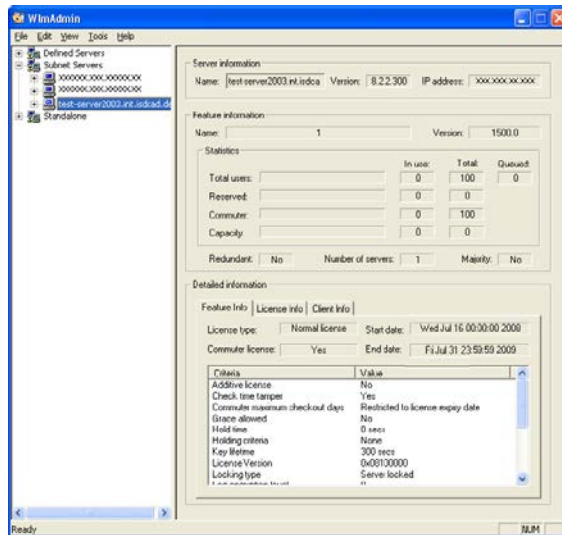 WlmAdmin
File Edit View Tools Help
Defined Servers
Subnet Servers
test-server2003.int.isdcad.de
Standalone
Server information
Name: test-server2003.int.isdca Version: 8.2.2.300 IP address: xxx.xxx.xx.xxx
Feature information
Name: 1 Version: 1500.0
Statistics
In use: Total: Queued:
Total users: 0 100 0
Reserved: 0 0
Commuter: 0 100
Capacity: 0 0
Redundant: No Number of servers: 1 Majority: No
Detailed information
Feature Info License info Client Info
License type: Normal license Start date: Wed Jul 16 00:00:00 2008
Commuter license: Yes End date: Fri Jul 31 23:59:59 2009
Criteria Value
Additive license No
Check time tamper Yes
Commuter maximum checkout days Restricted to license expiry date
Grace allowed No
Hold time 0 secs
Holding criteria None
Key lifetime 300 secs
License Version 0x08100000
Locking type Server locked
Ready NUM